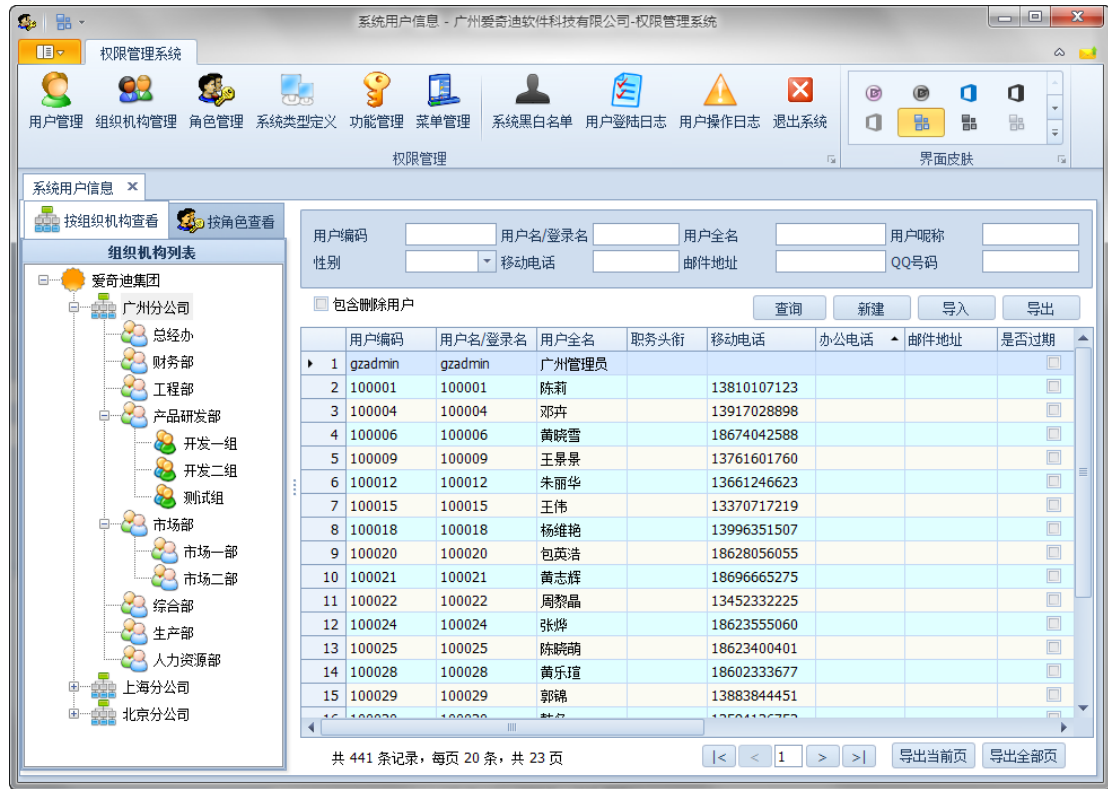 系统用户信息 - 广州爱奇迪软件科技有限公司-权限管理系统
权限管理系统
用户管理 组织机构管理 角色管理 系统类型定义 功能管理 菜单管理 系统黑白名单 用户登陆日志 用户操作日志 退出系统
权限管理 界面皮肤
系统用户信息
按组织机构查看 按角色查看
组织机构列表
爱奇迪集团
广州分公司
总经办
财务部
工程部
产品研发部
开发一组
开发二组
测试组
市场部
市场一部
市场二部
综合部
生产部
人力资源部
上海分公司
北京分公司
用户编码 用户名/登录名 用户全名 用户呢称
性别 移动电话 邮件地址 QQ号码
包含删除用户 查询 新建 导入 导出
用户编码 用户名/登录名 用户全名 职务头衔 移动电话 办公电话 邮件地址 是否过期
1 gzadmin gzadmin 广州管理员
2 100001 100001 陈莉 13810107123
3 100004 100004 邓卉 13917028898
4 100006 100006 黄晓雪 18674042588
5 100009 100009 王景景 13761601760
6 100012 100012 朱丽华 13661246623
7 100015 100015 王伟 13370717219
8 100018 100018 杨维艳 13996351507
9 100020 100020 包英浩 18628056055
10 100021 100021 黄志辉 18696665275
11 100022 100022 周黎晶 13452332225
12 100024 100024 张烨 18623555060
13 100025 100025 陈晓萌 18623400401
14 100028 100028 黄乐瑄 18602333677
15 100029 100029 郭锦 13883844451
共 441 条记录，每页 20 条，共 23 页 |< < 1 > >| 导出当前页 导出全部页